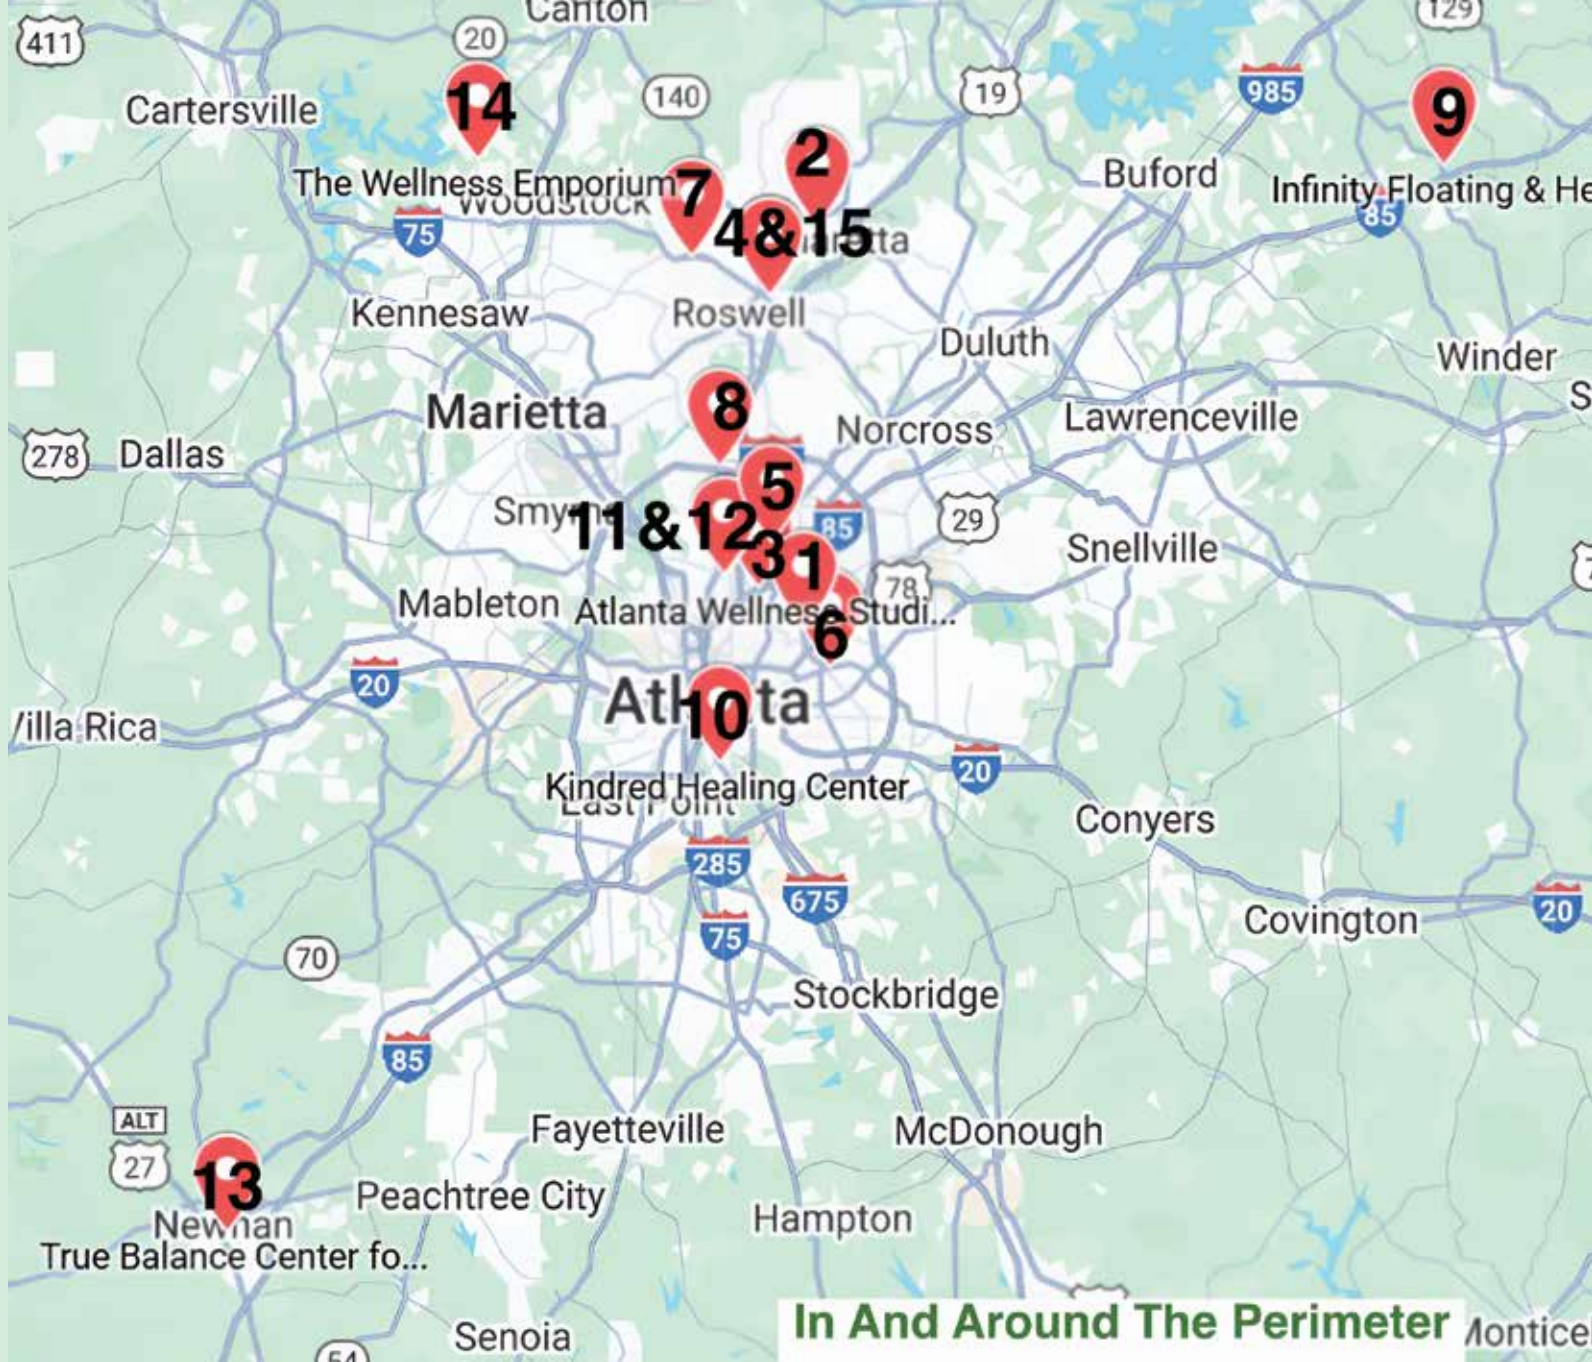 Canton
129
411
20
140
19
985
9
14
Cartersville
2
Buford
The Wellness Emporium
7
Infinity Floating & He
Woodstock
75
4&15
85
Kennesaw
Roswell
Duluth
Winder
8
Marietta
Lawrenceville
Norcross
278
Dallas
5
11&12
85
29
3
1
Snellville
78
Mableton
Atlanta Wellness Studi...
6
20
10
20
Kindred Healing Center
East Point
Conyers
285
675
20
Covington
75
70
Stockbridge
85
ALT
27
Fayetteville
McDonough
13
Peachtree City
Newnan
Hampton
True Balance Center fo...
In And Around The Perimeter
Senoia
54